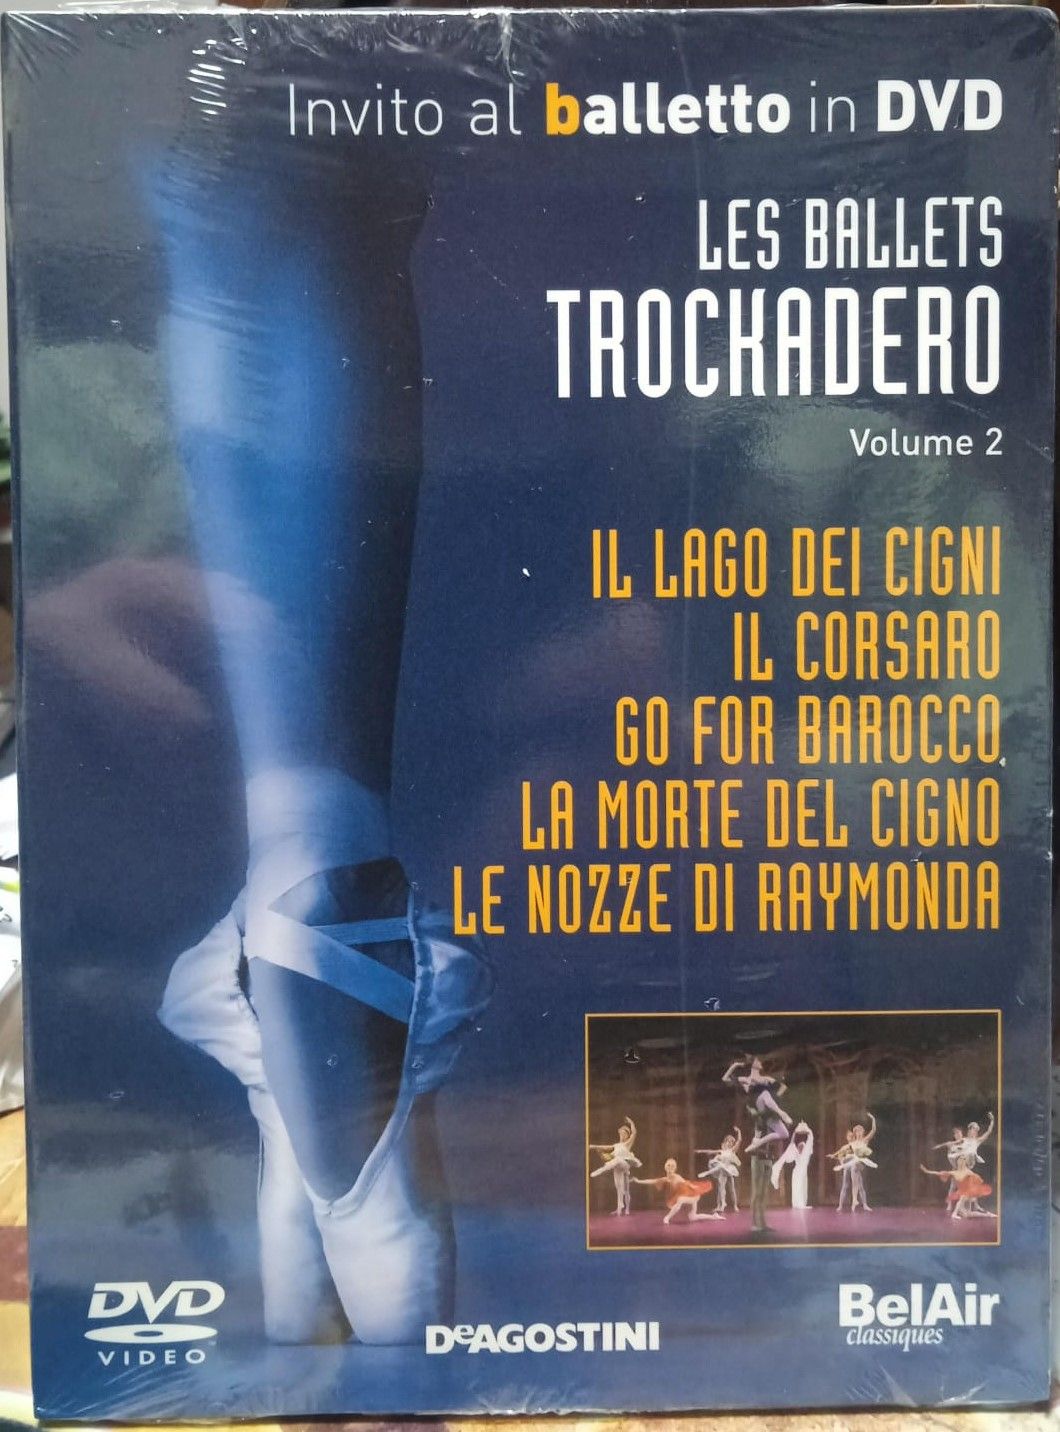 Invito al balletto in DVD
LES BALLETS
TROCKADERO
Volume 2
IL LAGO DEI CIGNI
IL CORSARO
GO FOR BAROCCO
LA MORTE DEL CIGNO
LE NOZZE DI RAYMONDA
DVD
VIDEO
DeAGOSTINI
BelAir
classiques